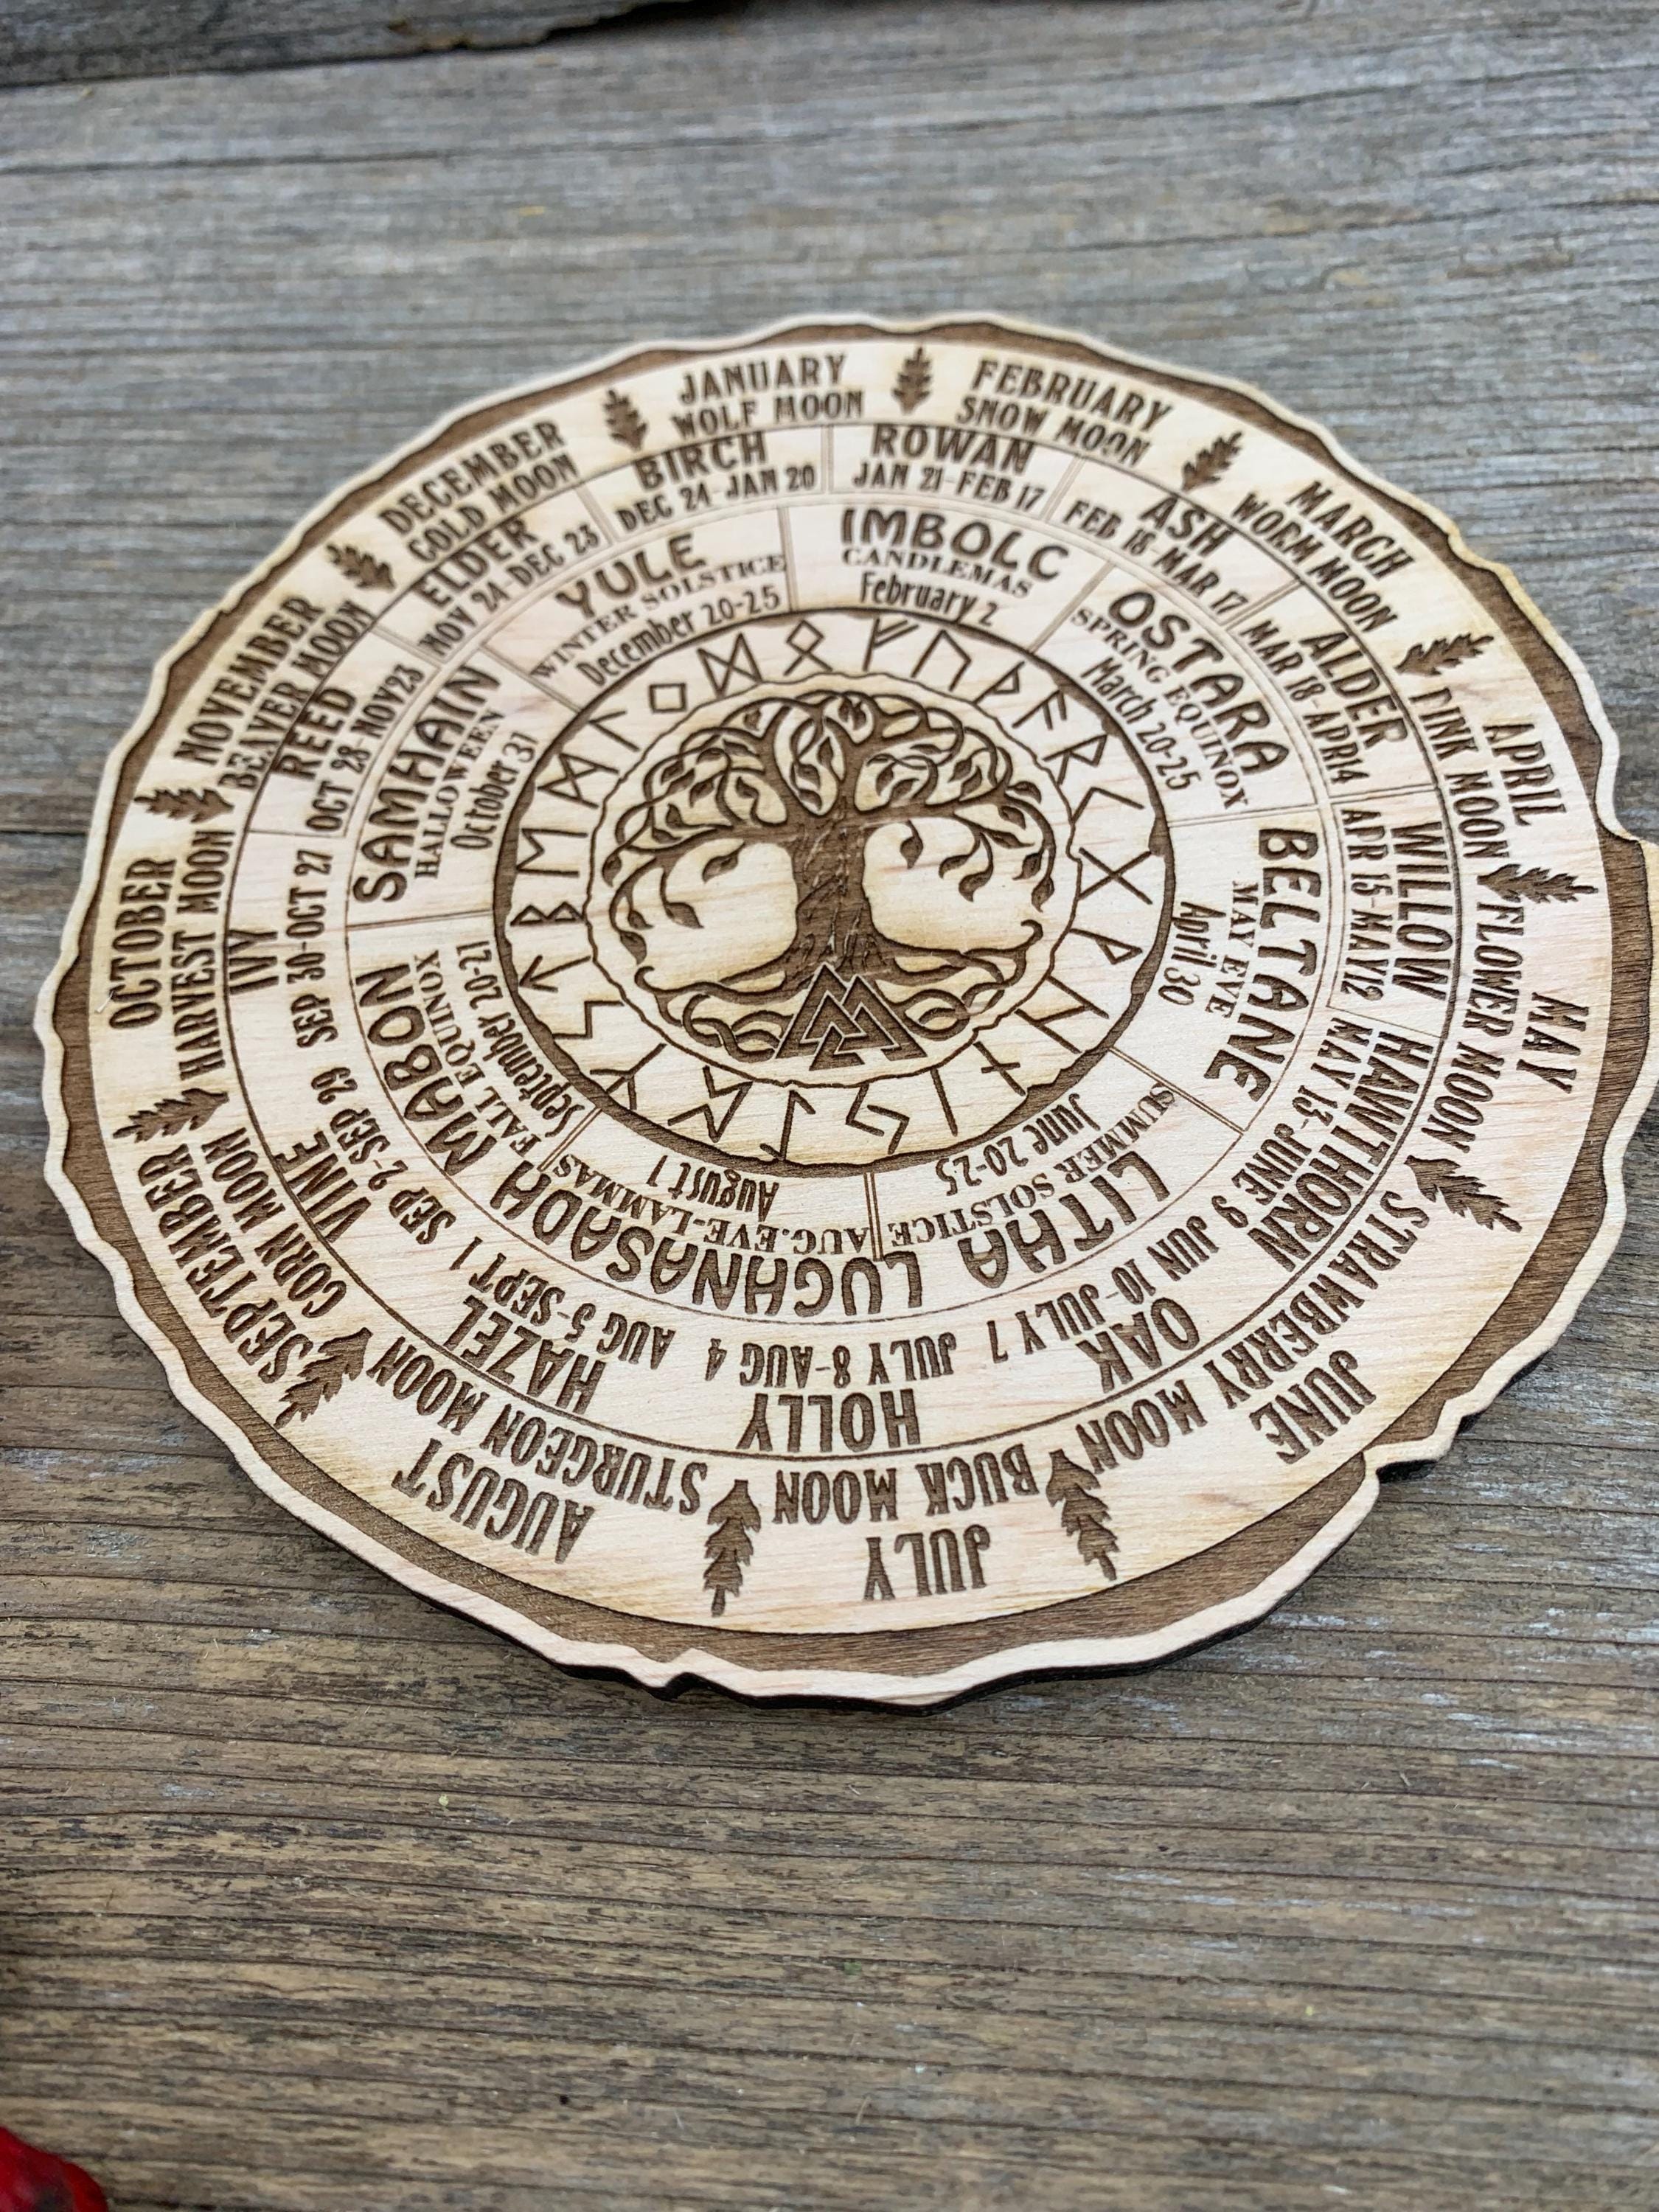 JANUARY
WOLF MOON
FEBRUARY
SNOW MOON
MARCH
WORM MOON
APRIL
PINK MOON
MAY
FLOWER MOON
JUNE
STRAWBERRY MOON
JULY
BUCK MOON
AUGUST
STURGEON MOON
SEPTEMBER
CORN MOON
OCTOBER
HARVEST MOON
NOVEMBER
BEAVER MOON
DECEMBER
COLD MOON
BIRCH
DEC 24-JAN 20
ROWAN
JAN 21-FEB 17
ASH
FEB 18-MAR 17
ALDER
MAR 18-APR14
WILLOW
APR 15-MAY12
HAWTHORN
MAY 13-JUNE 9
OAK
JUN 10-JULY 7
HOLLY
JULY 8-AUG 4
HAZEL
AUG 5-SEPT 1
VINE
SEP 2-SEP 29
IVY
SEP 30-OCT 27
REED
OCT 28-NOV23
ELDER
NOV 24-DEC 23
YULE
WINTER SOLSTICE
December 20-25
IMBOLC
CANDLEMAS
February 2
OSTARA
SPRING EQUINOX
March 20-25
BELTANE
MAY EVE
April 30
LITHA
SUMMER SOLSTICE
June 20-25
LUGHNASADH
AUG.EVE-LAMMAS
August 1
MABON
FALL EQUINOX
September 20-21
SAMHAIN
HALLOWEEN
October 31
ᚠ ᚢ ᚦ ᚨ ᚱ ᚲ ᚷ ᚹ ᚺ ᚾ ᛁ ᛃ ᛇ ᛈ ᛉ ᛊ ᛏ ᛒ ᛖ ᛗ ᛚ ᛜ ᛞ ᛟ